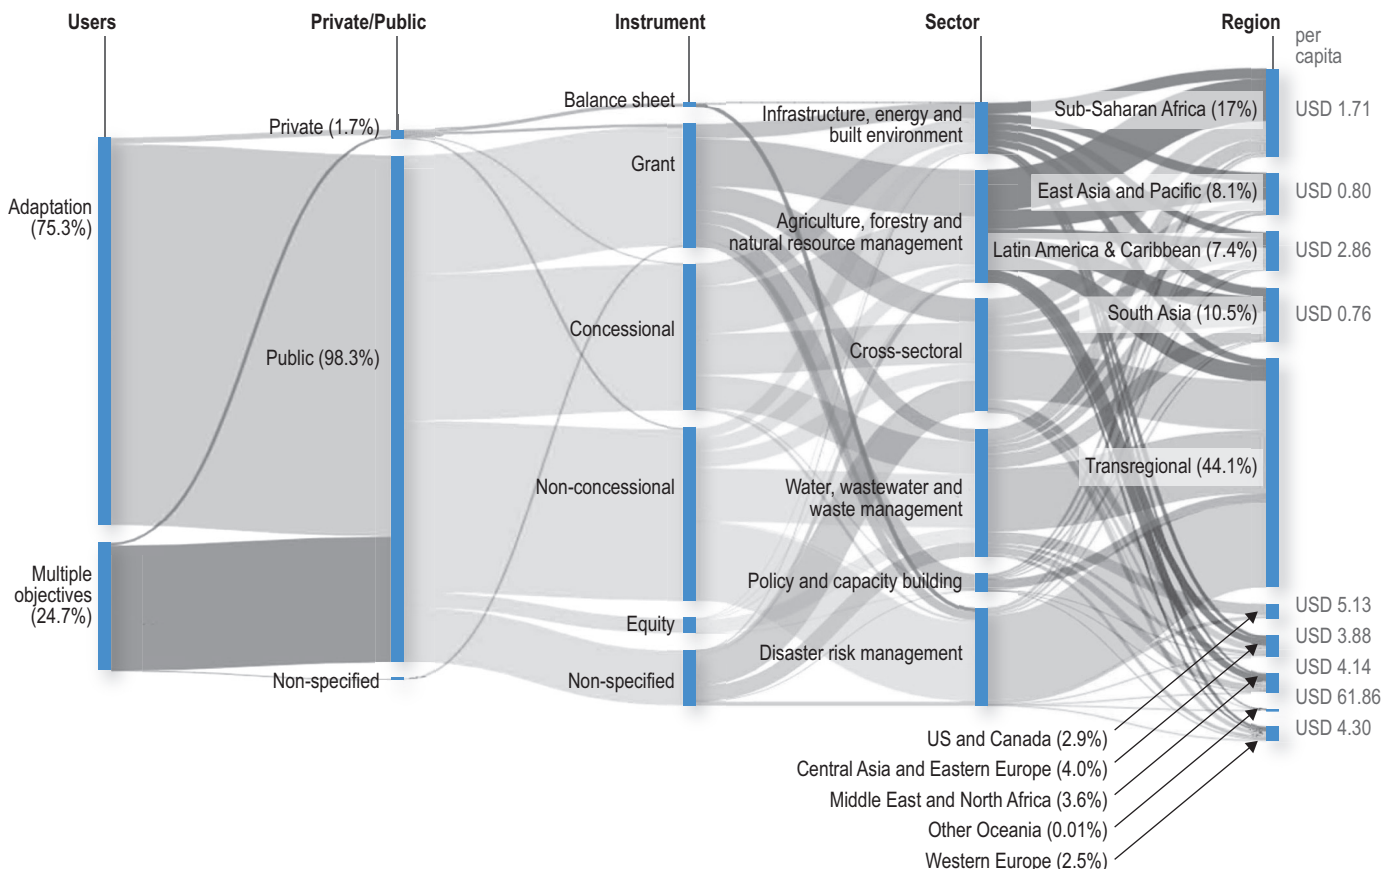 Users
Private/Public
Instrument
Sector
Region
per
capita
Adaptation
(75.3%)
Multiple
objectives
(24.7%)
Private (1.7%)
Public (98.3%)
Non-specified
Balance sheet
Grant
Concessional
Non-concessional
Equity
Non-specified
Infrastructure, energy and
built environment
Agriculture, forestry and
natural resource management
Cross-sectoral
Water, wastewater and
waste management
Policy and capacity building
Disaster risk management
Sub-Saharan Africa (17%)
USD 1.71
East Asia and Pacific (8.1%)
USD 0.80
Latin America & Caribbean (7.4%)
USD 2.86
South Asia (10.5%)
USD 0.76
Transregional (44.1%)
USD 5.13
USD 3.88
USD 4.14
USD 61.86
USD 4.30
US and Canada (2.9%)
Central Asia and Eastern Europe (4.0%)
Middle East and North Africa (3.6%)
Other Oceania (0.01%)
Western Europe (2.5%)